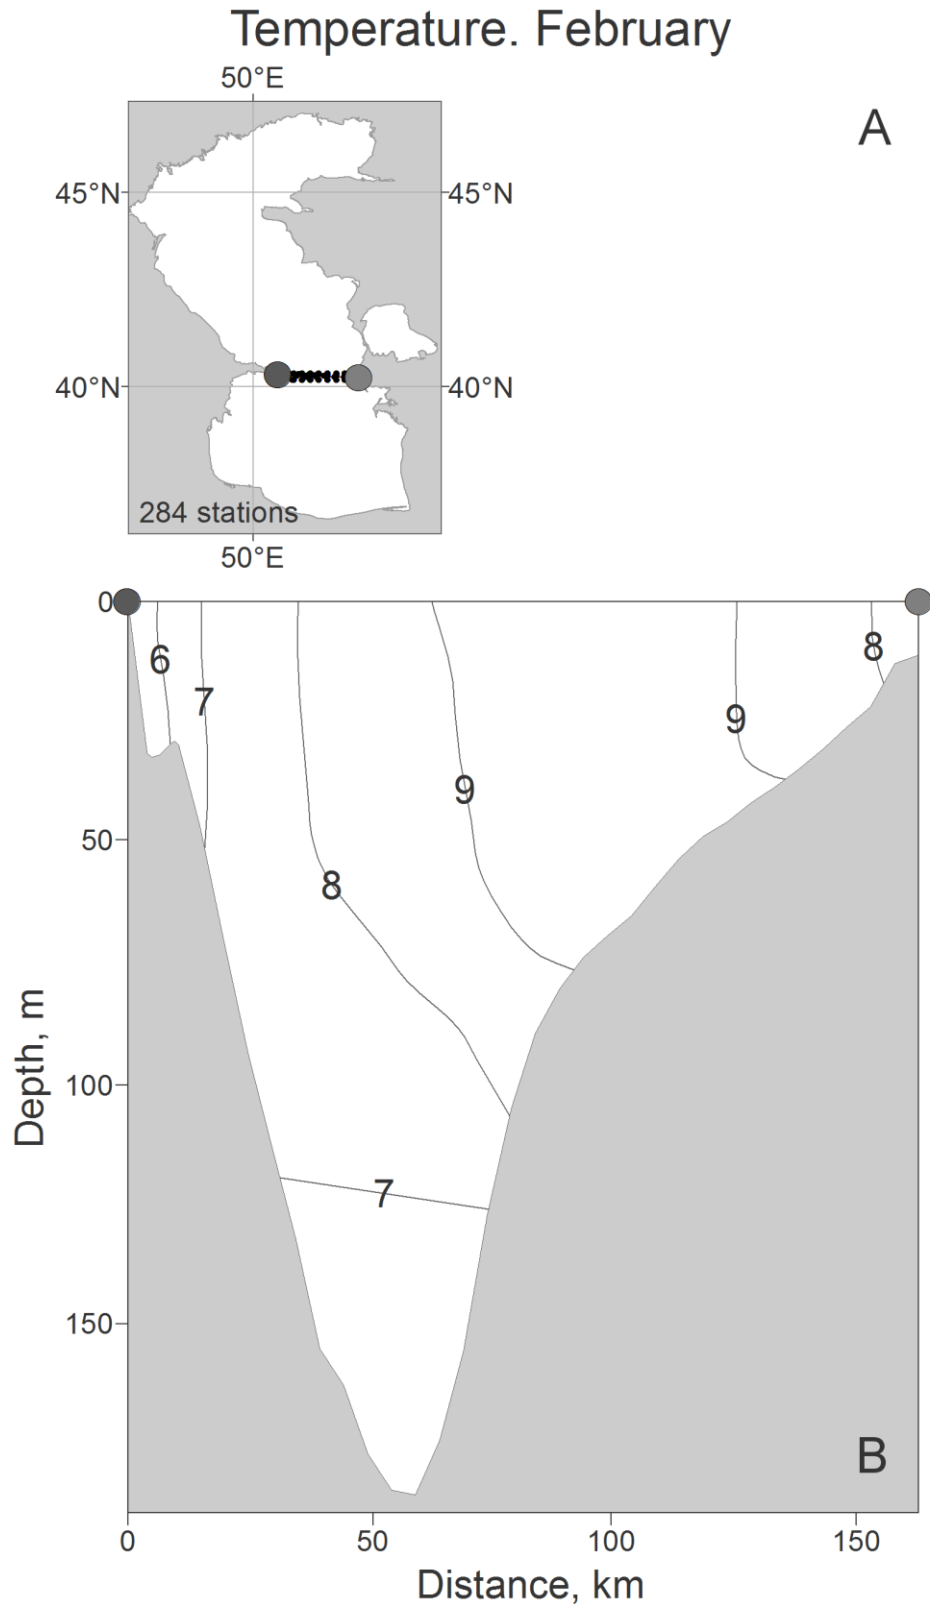 Temperature. February
50°E
A
45°N 45°N
40°N 40°N
284 stations
50°E
0
6
8
7
9
9
50
8
100
7
150
B
0 50 100 150
Depth, m
Distance, km